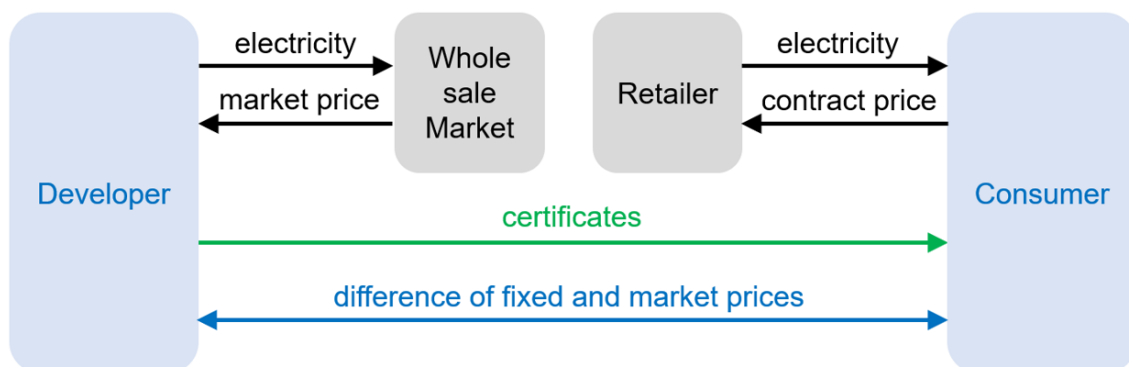 electricity
market price
Whole
sale
Market
Retailer
electricity
contract price
Developer
Consumer
certificates
difference of fixed and market prices